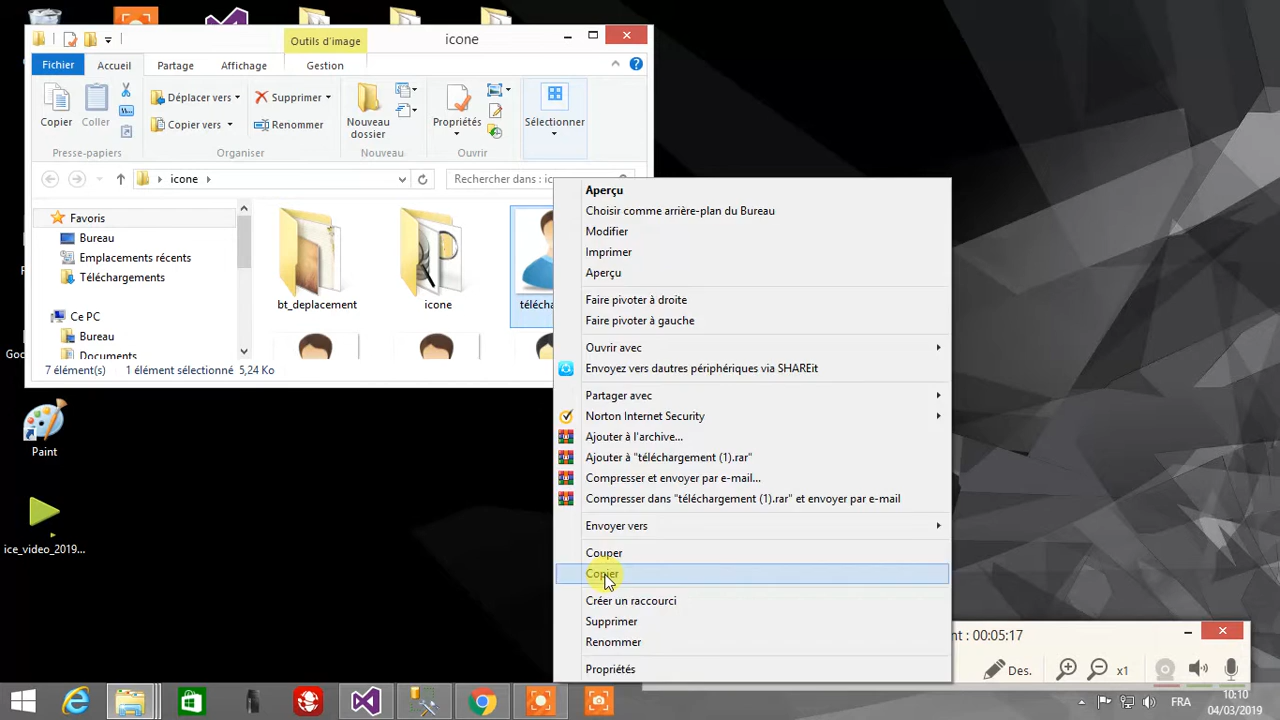 Outils d'image
icone
Fichier
Accueil
Partage
Affichage
Gestion
Copier
Coller
Déplacer vers
Copier vers
Supprimer
Renommer
Nouveau
dossier
Propriétés
Sélectionner
Presse-papiers
Organiser
Nouveau
Ouvrir
icone
Rechercher dans :
Favoris
Bureau
Emplacements récents
Téléchargements
Ce PC
Bureau
Documents
bt_deplacement
icone
7 élément(s)
1 élément sélectionné 5,24 Ko
Aperçu
Choisir comme arrière-plan du Bureau
Modifier
Imprimer
Aperçu
Faire pivoter à droite
Faire pivoter à gauche
Ouvrir avec
Envoyez vers dautres périphériques via SHAREit
Partager avec
Norton Internet Security
Ajouter à l'archive...
Ajouter à "téléchargement (1).rar"
Compresser et envoyer par e-mail...
Compresser dans "téléchargement (1).rar" et envoyer par e-mail
Envoyer vers
Couper
Copier
Créer un raccourci
Supprimer
Renommer
Propriétés
Paint
ice_video_2019...
00:05:17
Des.
x1
FRA
10:10
04/03/2019